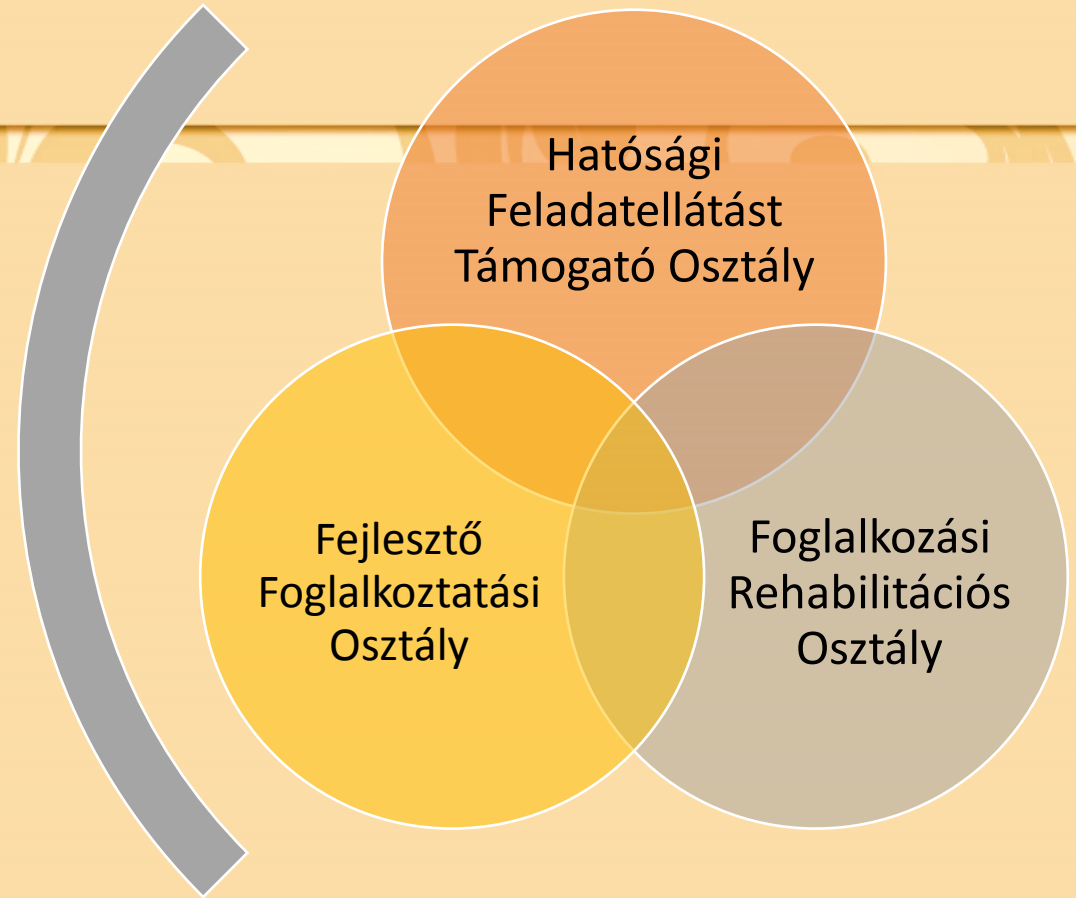 Hatósági
Feladatellátást
Támogató Osztály
Fejlesztő
Foglalkoztatási
Osztály
Foglalkozási
Rehabilitációs
Osztály